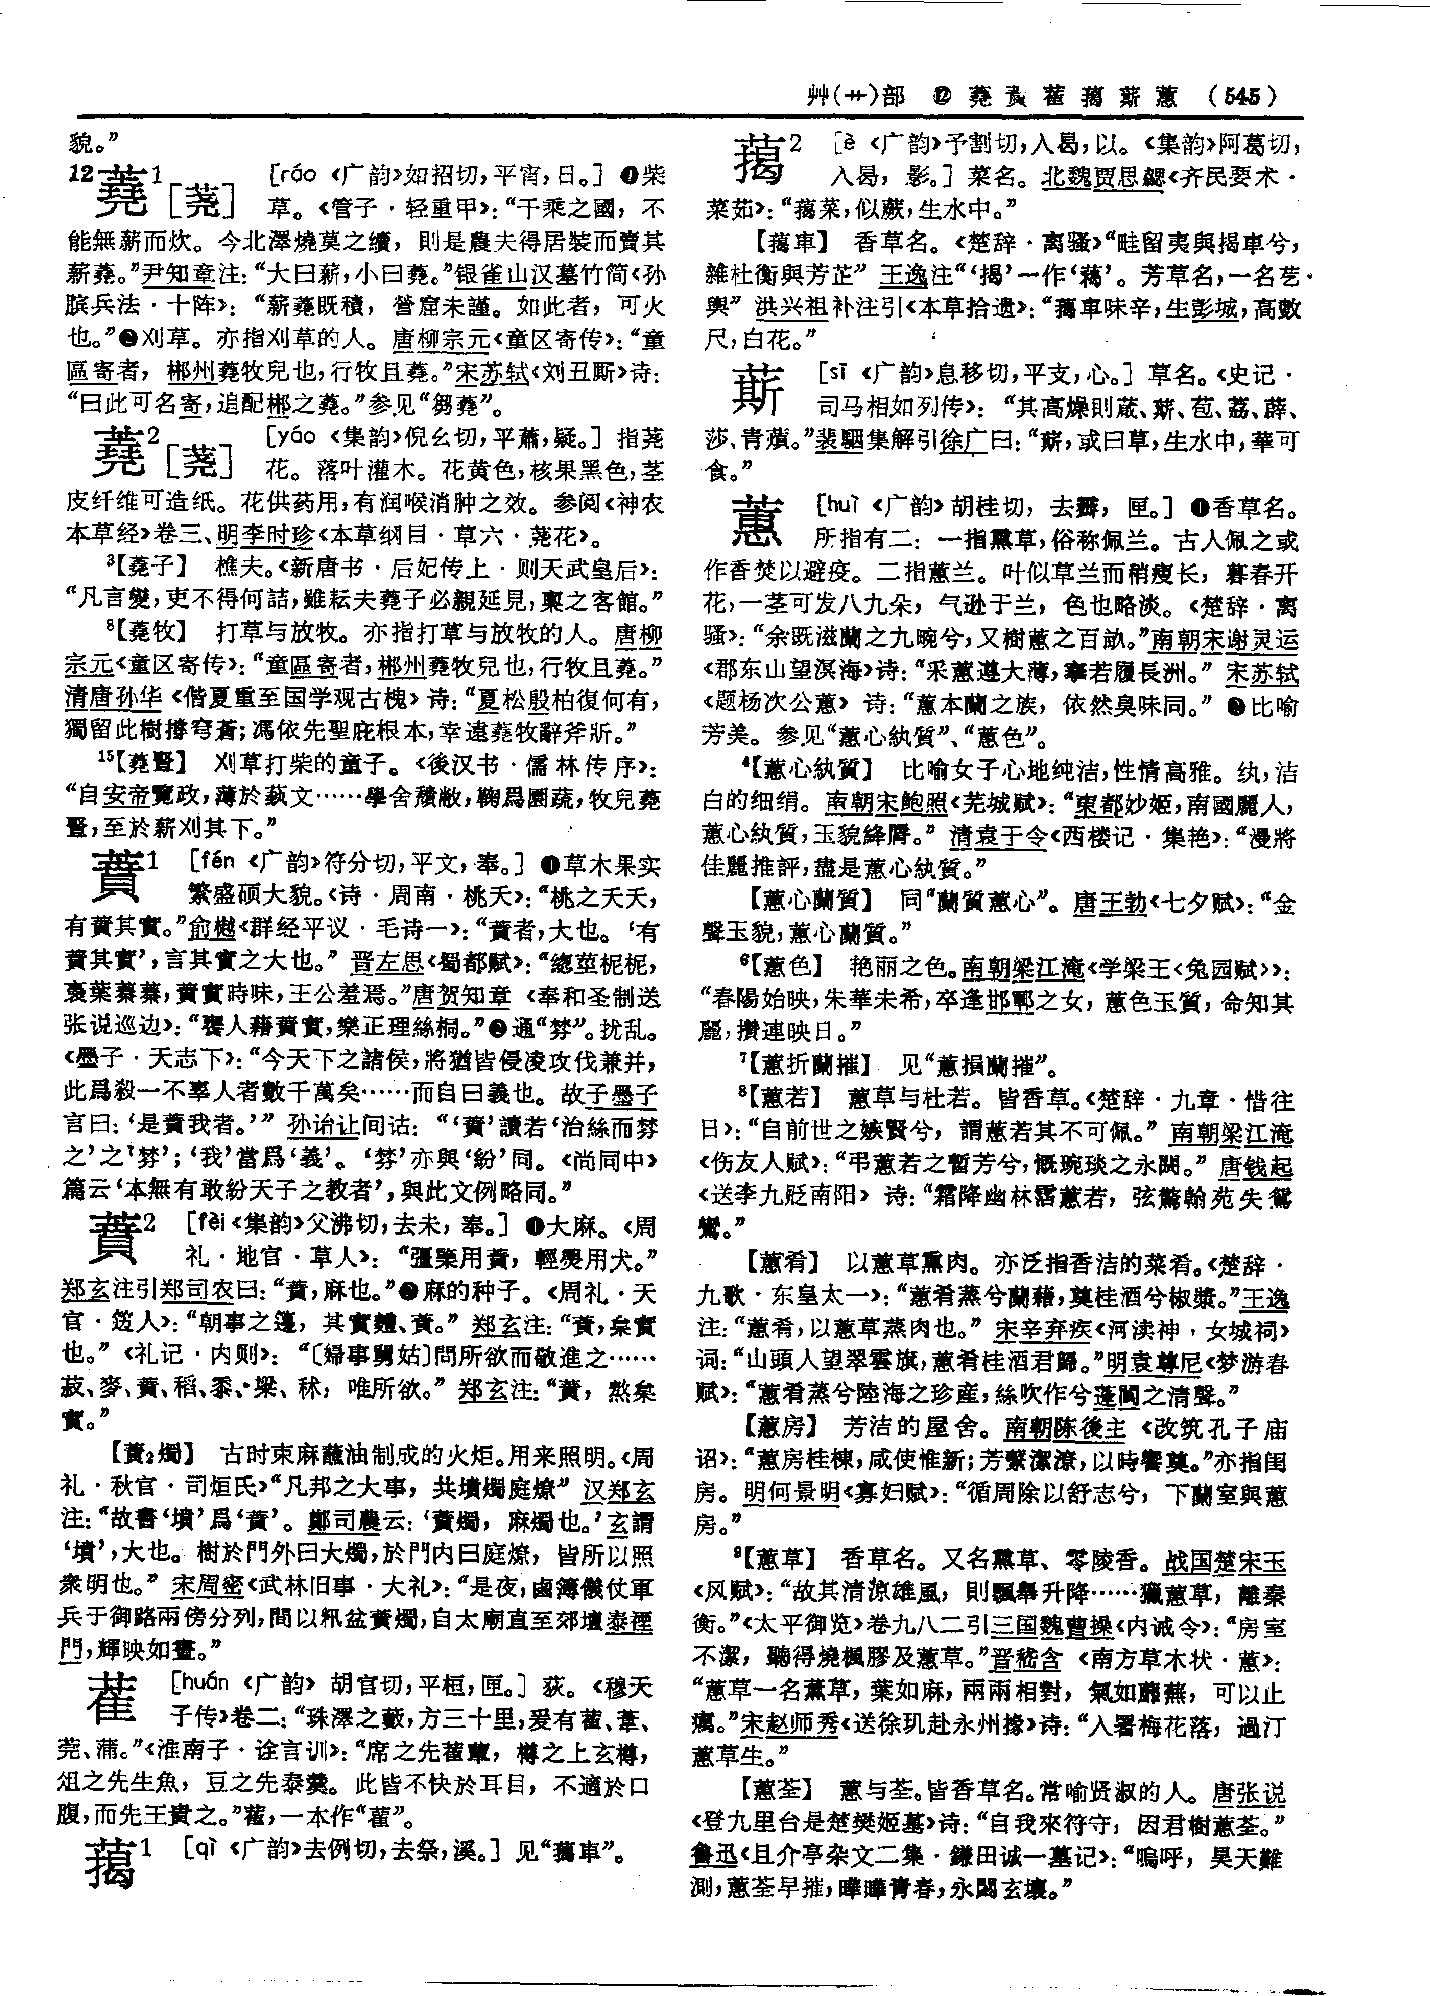 艸(艹)部 ⑫ 蕘蕡雚藒蕲蕙 (545)
貌。”
12蕘1[荛] [ráo 《广韵》如招切,平宵,日。] ❶柴
草。《管子·轻重甲》:“千乘之國,不
能無薪而炊。今北澤燒莫之續,則是農夫得居裝而賣其
薪蕘。”尹知章注:“大曰薪,小曰蕘。”银雀山汉墓竹简《孙
膑兵法·十阵》:“薪蕘既積,營窟未謹。如此者,可火
也。”❷刈草。亦指刈草的人。唐柳宗元《童区寄传》:“童
區寄者,郴州蕘牧兒也,行牧且蕘。”宋苏轼《刘丑厮》诗:
“曰此可名寄,追配郴之蕘。”参见“芻蕘”。
蕘2[荛] [yáo 《集韵》倪幺切,平蕭,疑。] 指荛
花。落叶灌木。花黄色,核果黑色,茎
皮纤维可造纸。花供药用,有润喉消肿之效。参阅《神农
本草经》卷三、明李时珍《本草纲目·草六·荛花》。
3【蕘子】 樵夫。《新唐书·后妃传上·则天武皇后》:
“凡言變,吏不得何詰,雖耘夫蕘子必親延見,稟之客館。”
8【蕘牧】 打草与放牧。亦指打草与放牧的人。唐柳
宗元《童区寄传》:“童區寄者,郴州蕘牧兒也,行牧且蕘。”
清唐孙华《偕夏重至国学观古槐》诗:“夏松殷柏復何有,
獨留此樹撐穹蒼;馮依先聖庇根本,幸遠蕘牧辭斧斨。”
15【蕘豎】 刈草打柴的童子。《後汉书·儒林传序》:
“自安帝覽政,薄於藝文……學舍穨敝,鞠爲園蔬,牧兒蕘
豎,至於薪刈其下。”
蕡1 [fén 《广韵》符分切,平文,奉。] ❶草木果实
繁盛硕大貌。《诗·周南·桃夭》:“桃之夭夭,
有蕡其實。”俞樾《群经平议·毛诗一》:“蕡者,大也。‘有
蕡其實’,言其實之大也。”晋左思《蜀都赋》:“總莖柅柅,
裛葉蓁蓁,蕡實時味,王公羞焉。”唐贺知章《奉和圣制送
张说巡边》:“饔人藉蕡實,樂正理絲桐。”❷通“棼”。扰乱。
《墨子·天志下》:“今天下之諸侯,將猶皆侵凌攻伐兼并,
此爲殺一不辜人者數千萬矣……而自曰義也。故子墨子
言曰:‘是蕡我者。’”孙诒让间诂:“‘蕡’讀若‘治絲而棼
之’之‘棼’;‘我’當爲‘義’。‘棼’亦與‘紛’同。《尚同中》
篇云‘本無有敢紛天子之教者’,與此文例略同。”
蕡2 [fèi《集韵》父沸切,去未,奉。] ❶大麻。《周
礼·地官·草人》:“彊㯺用蕡,輕㷅用犬。”
郑玄注引郑司农曰:“蕡,麻也。”❷麻的种子。《周礼·天
官·笾人》:“朝事之籩,其實麷、蕡。”郑玄注:“蕡,枲實
也。”《礼记·内则》:“〔婦事舅姑〕問所欲而敬進之……
菽、麥、蕡、稻、黍、粱、秫,唯所欲。”郑玄注:“蕡,熬枲
實。”
【蕡2燭】 古时束麻蘸油制成的火炬。用来照明。《周
礼·秋官·司烜氏》“凡邦之大事,共墳燭庭燎”汉郑玄
注:“故書‘墳’爲‘蕡’。鄭司農云:‘蕡燭,麻燭也。’玄謂
‘墳’,大也。樹於門外曰大燭,於門内曰庭燎,皆所以照
衆明也。”宋周密《武林旧事·大礼》:“是夜,鹵簿儀仗軍
兵于御路兩傍分列,間以籸盆蕡燭,自太廟直至郊壇泰禋
門,輝映如晝。”
雚 [huán 《广韵》胡官切,平桓,匣。] 荻。《穆天
子传》卷二:“珠澤之藪,方三十里,爰有雚、葦、
莞、蒲。”《淮南子·诠言训》:“席之先雚蕈,樽之上玄樽,
俎之先生魚,豆之先泰羹。此皆不快於耳目,不適於口
腹,而先王貴之。”雚,一本作“萑”。
藒1 [qì 《广韵》去例切,去祭,溪。] 见“藒車”。
藒2 [è 《广韵》予割切,入曷,以。《集韵》阿葛切,
入曷,影。] 菜名。北魏贾思勰《齐民要术·
菜茹》:“藒菜,似蕨,生水中。”
【藒車】 香草名。《楚辞·离骚》“畦留夷與揭車兮,
雜杜衡與芳芷”王逸注“‘揭’一作‘藒’。芳草名,一名芞
輿”洪兴祖补注引《本草拾遗》:“藒車味辛,生彭城,高數
尺,白花。”
蕲 [sī 《广韵》息移切,平支,心。] 草名。《史记·
司马相如列传》:“其高燥則葴、薪、苞、荔、薜、
莎、青薠。”裴駰集解引徐广曰:“薪,或曰草,生水中,華可
食。”
蕙 [huì 《广韵》胡桂切,去霽,匣。] ❶香草名。
所指有二:一指薰草,俗称佩兰。古人佩之或
作香焚以避疫。二指蕙兰。叶似草兰而稍瘦长,暮春开
花,一茎可发八九朵,气逊于兰,色也略淡。《楚辞·离
骚》:“余既滋蘭之九畹兮,又樹蕙之百畝。”南朝宋谢灵运
《郡东山望溟海》诗:“采蕙遵大薄,搴若履長洲。”宋苏轼
《题杨次公蕙》诗:“蕙本蘭之族,依然臭味同。”❷比喻
芳美。参见“蕙心紈質”、“蕙色”。
4【蕙心紈質】 比喻女子心地纯洁,性情高雅。纨,洁
白的细绢。南朝宋鲍照《芜城赋》:“東都妙姬,南國麗人,
蕙心紈質,玉貌絳脣。”清袁于令《西楼记·集艳》:“漫將
佳麗推評,盡是蕙心紈質。”
【蕙心蘭質】 同“蘭質蕙心”。唐王勃《七夕赋》:“金
聲玉貌,蕙心蘭質。”
6【蕙色】 艳丽之色。南朝梁江淹《学梁王〈兔园赋〉》:
“春陽始映,朱華未希,卒逢邯鄲之女,蕙色玉質,命知其
麗,攢連映日。”
7【蕙折蘭摧】 见“蕙損蘭摧”。
8【蕙若】 蕙草与杜若。皆香草。《楚辞·九章·惜往
日》:“自前世之嫉賢兮,謂蕙若其不可佩。”南朝梁江淹
《伤友人赋》:“弔蕙若之暫芳兮,慨琬琰之永閟。”唐钱起
《送李九贬南阳》诗:“霜降幽林霑蕙若,弦驚翰苑失鴛
鸞。”
【蕙肴】 以蕙草熏肉。亦泛指香洁的菜肴。《楚辞·
九歌·东皇太一》:“蕙肴蒸兮蘭藉,奠桂酒兮椒漿。”王逸
注:“蕙肴,以蕙草蒸肉也。”宋辛弃疾《河渎神·女城祠》
词:“山頭人望翠雲旗,蕙肴桂酒君歸。”明袁尊尼《梦游春
赋》:“蕙肴蒸兮陸海之珍産,絲吹作兮蓬閬之清聲。”
【蕙房】 芳洁的屋舍。南朝陈後主《改筑孔子庙
诏》:“蕙房桂棟,咸使惟新;芳蘩潔潦,以時饗奠。”亦指闺
房。明何景明《寡妇赋》:“循周除以舒志兮,下蘭室與蕙
房。”
9【蕙草】 香草名。又名薰草、零陵香。战国楚宋玉
《风赋》:“故其清涼雄風,則飄舉升降……獵蕙草,離秦
衡。”《太平御览》卷九八二引三国魏曹操《内诫令》:“房室
不潔,聽得燒楓膠及蕙草。”晋嵇含《南方草木状·蕙》:
“蕙草一名薰草,葉如麻,兩兩相對,氣如蘼蕪,可以止
癘。”宋赵师秀《送徐玑赴永州掾》诗:“入署梅花落,過汀
蕙草生。”
【蕙荃】 蕙与荃。皆香草名。常喻贤淑的人。唐张说
《登九里台是楚樊姬墓》诗:“自我來符守,因君樹蕙荃。”
鲁迅《且介亭杂文二集·鎌田诚一墓记》:“嗚呼,昊天難
測,蕙荃早摧,曄曄青春,永閟玄壤。”